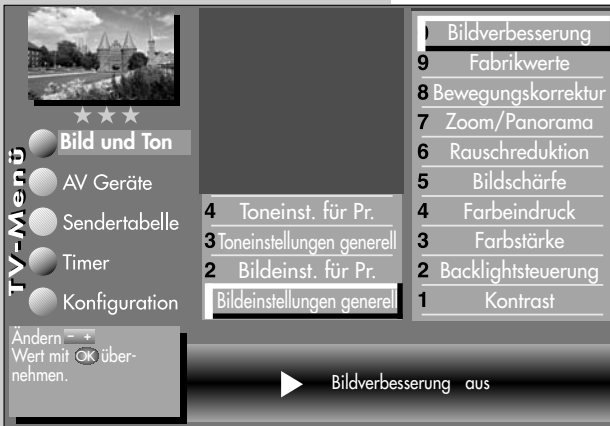 TV-Menü
Bild und Ton
AV Geräte
Sendertabelle
Timer
Konfiguration
4 Toneinst. für Pr.
3 Toneinstellungen generell
2 Bildeinst. für Pr.
Bildeinstellungen generell
Bildverbesserung
9 Fabrikwerte
8 Bewegungskorrektur
7 Zoom/Panorama
6 Rauschreduktion
5 Bildschärfe
4 Farbeindruck
3 Farbstärke
2 Backlightsteuerung
1 Kontrast
Ändern - +
Wert mit OK über-
nehmen.
Bildverbesserung aus